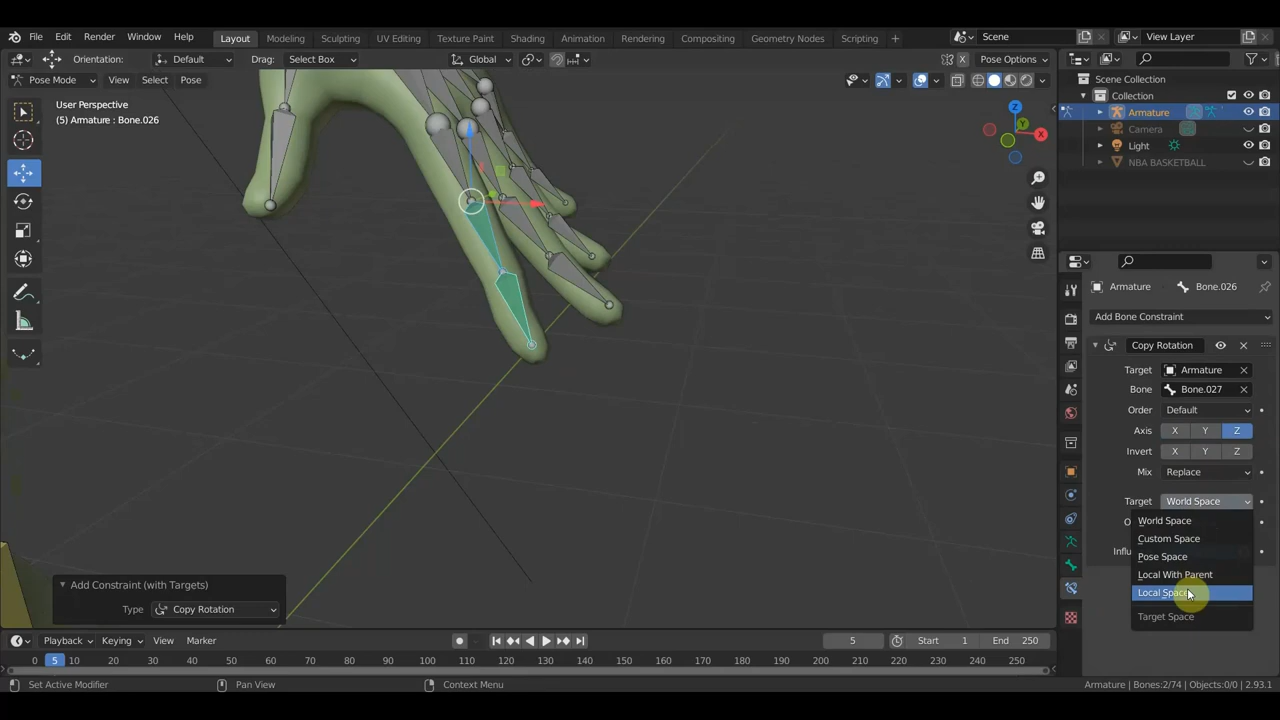 File Edit Render Window Help Layout Modeling Sculpting UV Editing Texture Paint Shading Animation Rendering Compositing Geometry Nodes Scripting + Scene View Layer
Orientation: Default Drag: Select Box Global Pose Options
Pose Mode View Select Pose
Scene Collection
Collection
Armature
Camera
Light
NBA BASKETBALL
User Perspective
(5) Armature : Bone.026
Z
Y
X
Armature Bone.026
Add Bone Constraint
Copy Rotation
Target Armature
Bone Bone.027
Order Default
Axis X Y Z
Invert X Y Z
Mix Replace
Target World Space
World Space
Custom Space
Pose Space
Local With Parent
Local Space
Target Space
Add Constraint (with Targets)
Type Copy Rotation
Playback Keying View Marker 5 Start 1 End 250
0 5 10 20 30 40 50 60 70 80 90 100 110 120 130 140 150 160 170 180 190 200 210 220 230 240 250
Set Active Modifier Pan View Context Menu Armature | Bones:2/74 | Objects:0/0 | 2.93.1